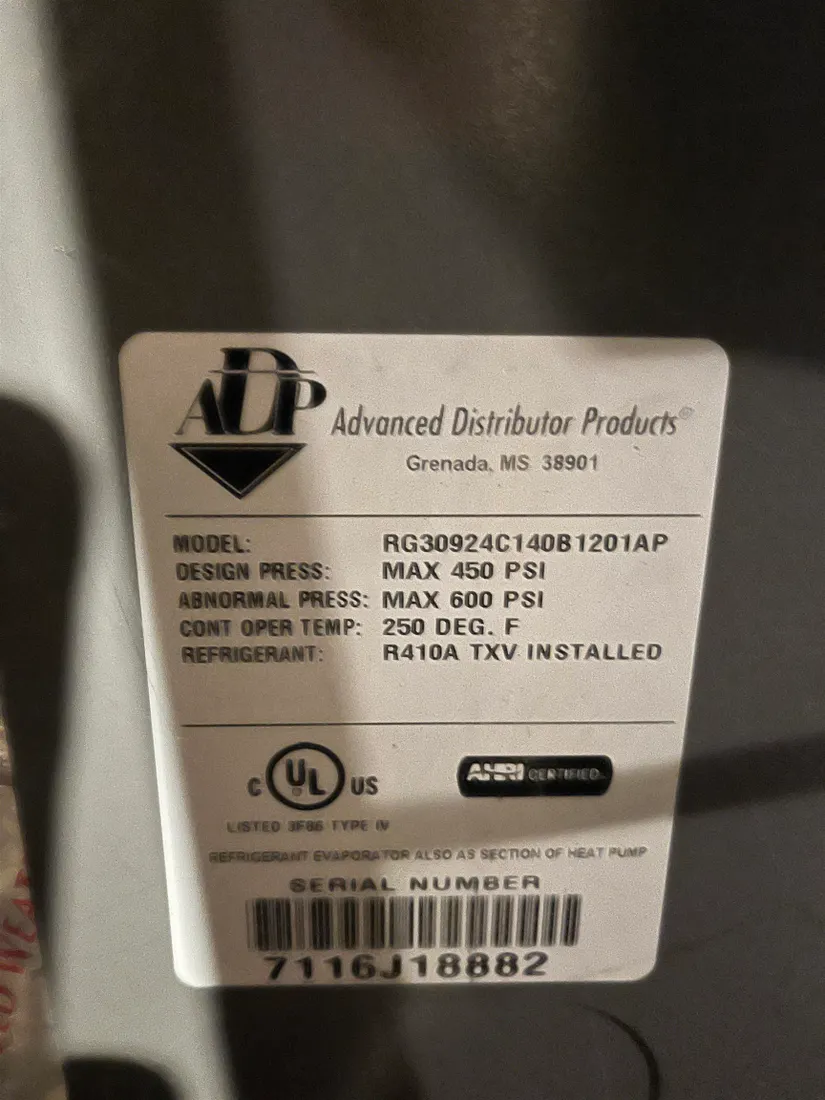 ADP Advanced Distributor Products®
Grenada, MS 38901
MODEL: RG30924C140B1201AP
DESIGN PRESS: MAX 450 PSI
ABNORMAL PRESS: MAX 600 PSI
CONT OPER TEMP: 250 DEG. F
REFRIGERANT: R410A TXV INSTALLED
C UL US
AHRI CERTIFIED
LISTED 3F86 TYPE IV
REFRIGERANT EVAPORATOR ALSO AS SECTION OF HEAT PUMP
SERIAL NUMBER
7116J18882